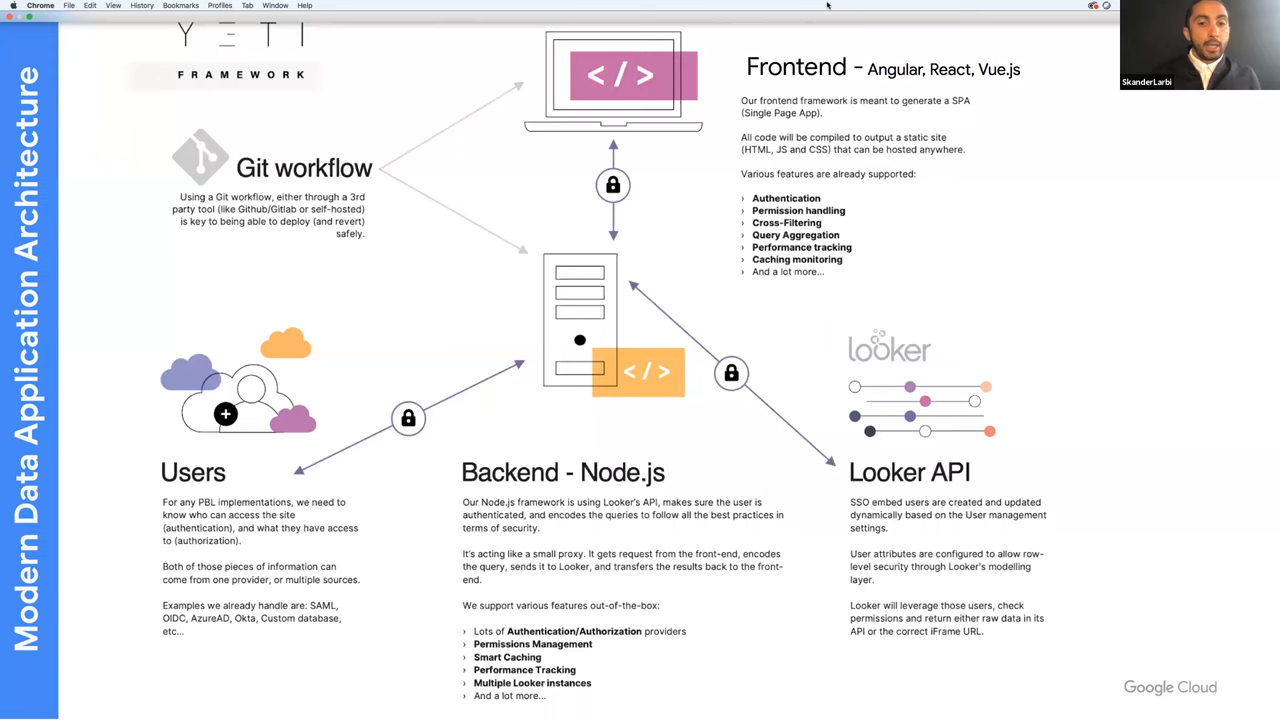 Chrome File Edit View History Bookmarks Profiles Tab Window Help
SkanderLarbi
Modern Data Application Architecture
YETI
FRAMEWORK
</>
Frontend - Angular, React, Vue.js
Our frontend framework is meant to generate a SPA
(Single Page App).
All code will be compiled to output a static site
(HTML, JS and CSS) that can be hosted anywhere.
Various features are already supported:
› Authentication
› Permission handling
› Cross-Filtering
› Query Aggregation
› Performance tracking
› Caching monitoring
› And a lot more...
Git workflow
Using a Git workflow, either through a 3rd
party tool (like Github/Gitlab or self-hosted)
is key to being able to deploy (and revert)
safely.
</>
looker
Users
For any PBL implementations, we need to
know who can access the site
(authentication), and what they have access
to (authorization).
Both of those pieces of information can
come from one provider, or multiple sources.
Examples we already handle are: SAML,
OIDC, AzureAD, Okta, Custom database,
etc...
Backend - Node.js
Our Node.js framework is using Looker's API, makes sure the user is
authenticated, and encodes the queries to follow all the best practices in
terms of security.
It's acting like a small proxy. It gets request from the front-end, encodes
the query, sends it to Looker, and transfers the results back to the front-
end.
We support various features out-of-the-box:
› Lots of Authentication/Authorization providers
› Permissions Management
› Smart Caching
› Performance Tracking
› Multiple Looker instances
› And a lot more...
Looker API
SSO embed users are created and updated
dynamically based on the User management
settings.
User attributes are configured to allow row-
level security through Looker's modelling
layer.
Looker will leverage those users, check
permissions and return either raw data in its
API or the correct iFrame URL.
Google Cloud